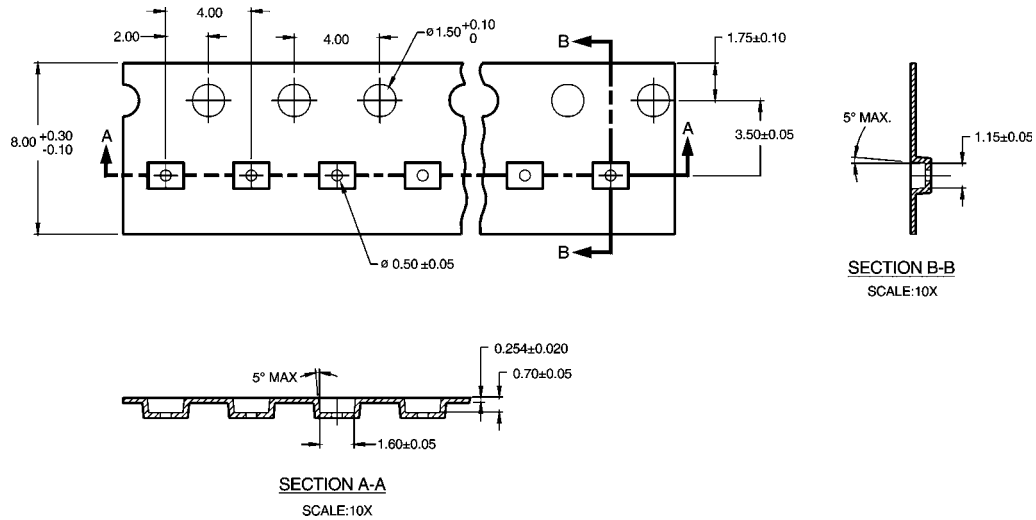 4.00
2.00
4.00
ø 1.50 +0.10
0
B
1.75±0.10
8.00 +0.30
-0.10
A
A
3.50±0.05
5° MAX.
1.15±0.05
B
ø 0.50 ±0.05
SECTION B-B
SCALE:10X
0.254±0.020
5° MAX
0.70±0.05
1.60±0.05
SECTION A-A
SCALE:10X